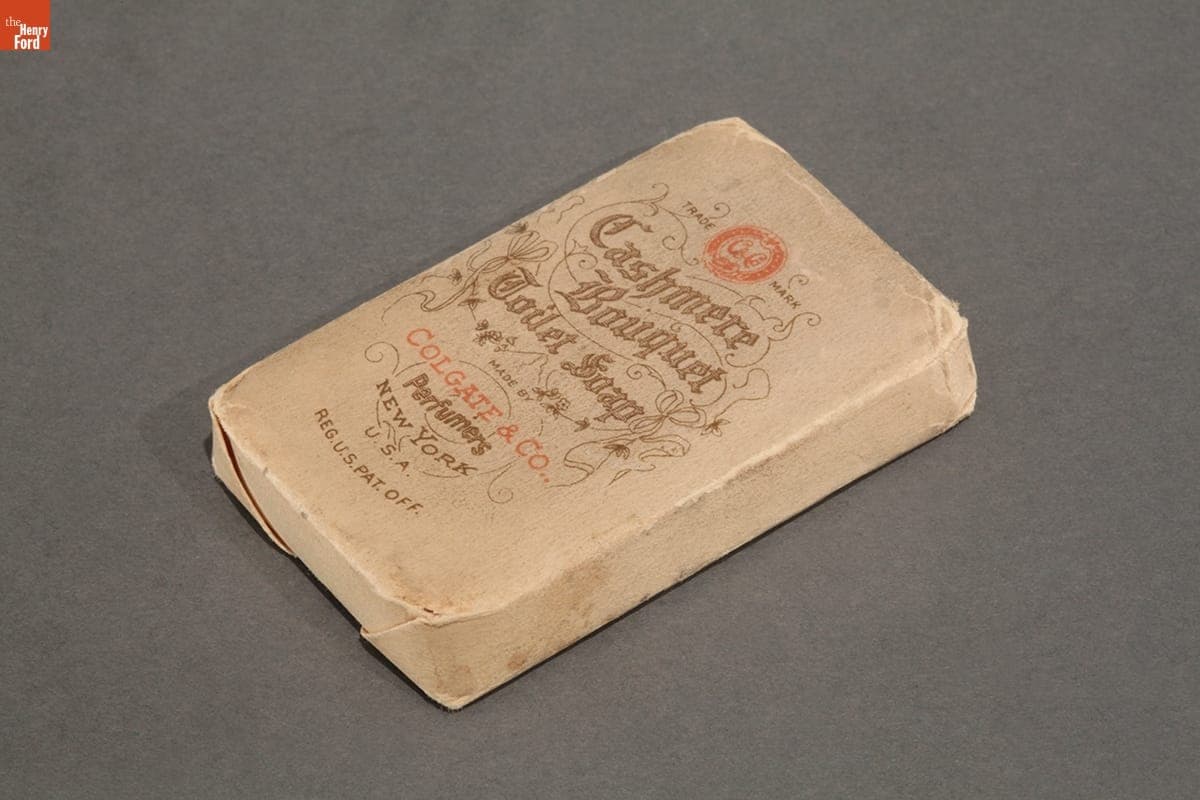 the
Henry
Ford
TRADE
C&C
MARK
Cashmere
Bouquet
Toilet Soap
MADE BY
COLGATE & CO.
Perfumers
NEW YORK
U.S.A.
REG.U.S.PAT.OFF.